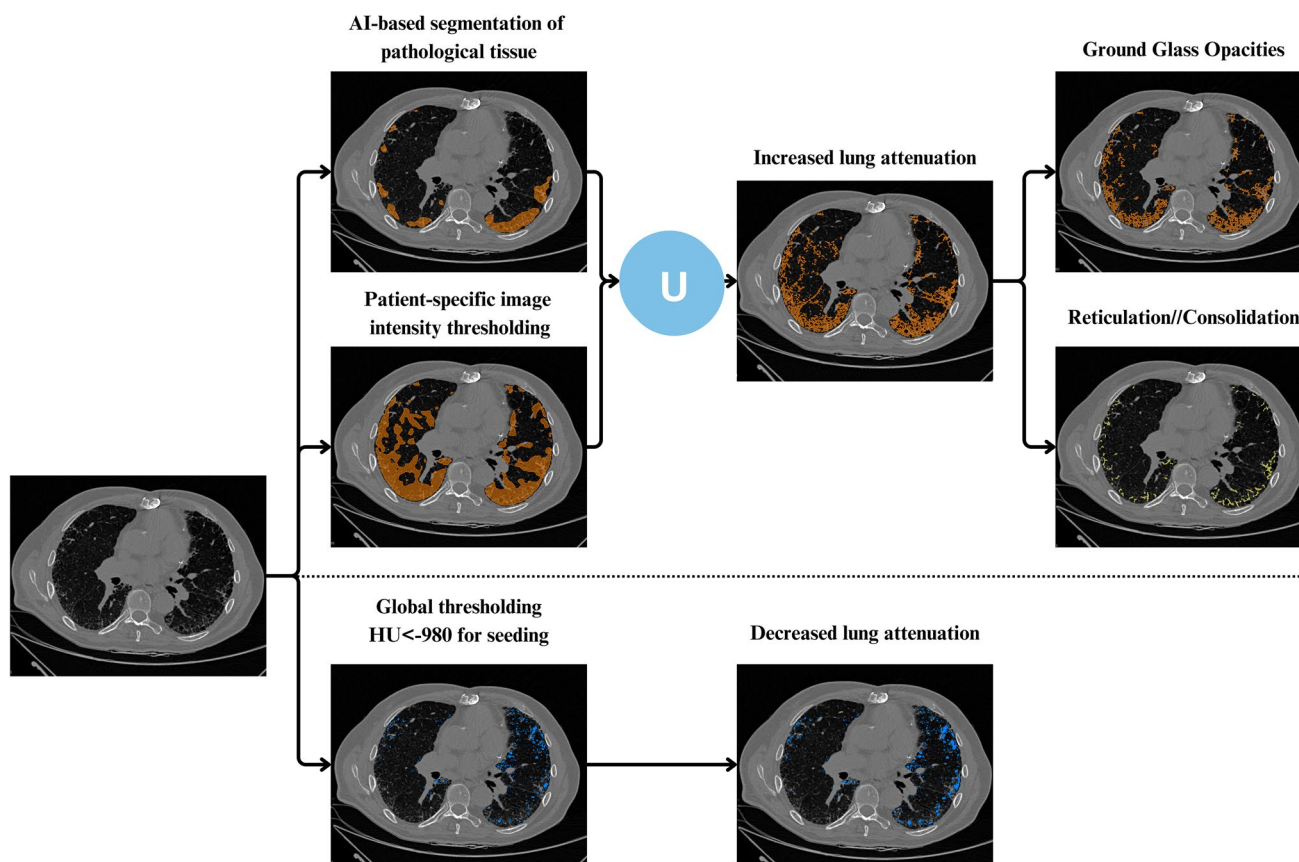 AI-based segmentation of
pathological tissue
Ground Glass Opacities
Increased lung attenuation
U
Patient-specific image
intensity thresholding
Reticulation//Consolidation
Global thresholding
HU<-980 for seeding
Decreased lung attenuation